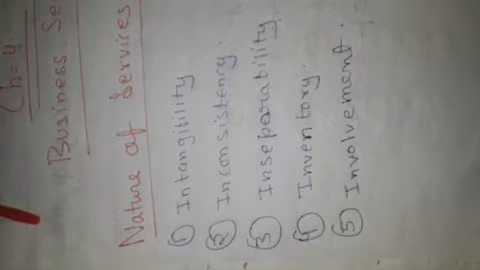 Ch=4
Business Se
Nature of Services
① Intangibility
② Inconsistency.
③ Inseparability
④ Inventory.
⑤ Involvement.